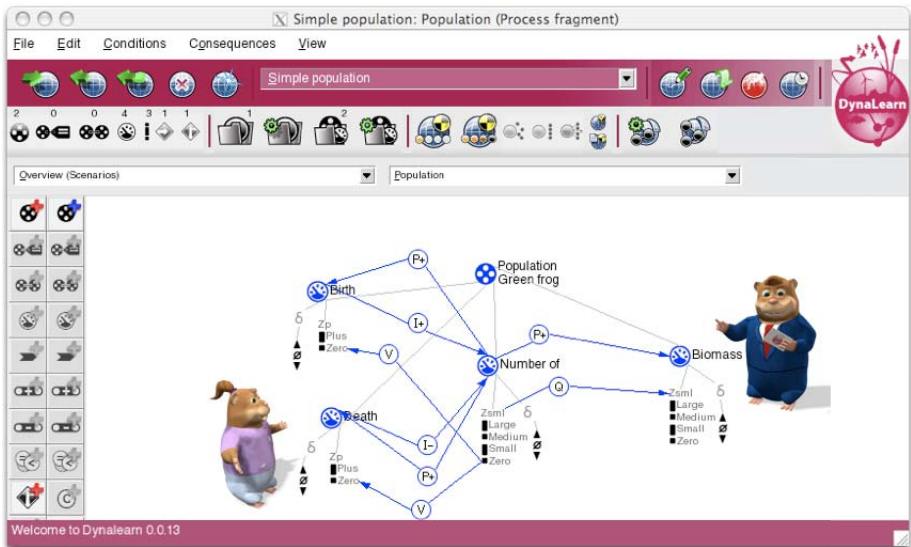 Simple population: Population (Process fragment)
File Edit Conditions Consequences View
Simple population
DynaLearn
2 0 0 4 3 1 1 1 2
Overview (Scenarios) Population
P+
Population
Green frog
Birth
δ
Zp
Plus
Zero
I+
P+
V
Number of
Biomass
Q
Zsml
Large
Medium
Small
Zero
δ
Zsml
Large
Medium
Small
Zero
δ
Death
δ
Zp
Plus
Zero
I-
P+
V
Welcome to Dynalearn 0.0.13